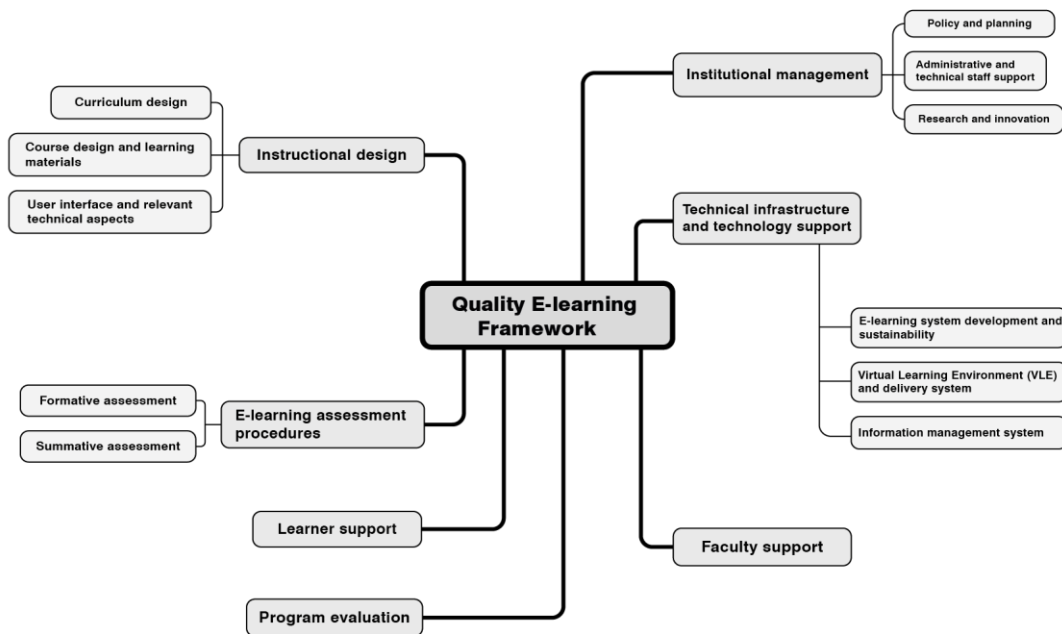 Quality E-learning
Framework
Instructional design
Curriculum design
Course design and learning
materials
User interface and relevant
technical aspects
E-learning assessment
procedures
Formative assessment
Summative assessment
Learner support
Program evaluation
Institutional management
Policy and planning
Administrative and
technical staff support
Research and innovation
Technical infrastructure
and technology support
E-learning system development and
sustainability
Virtual Learning Environment (VLE)
and delivery system
Information management system
Faculty support